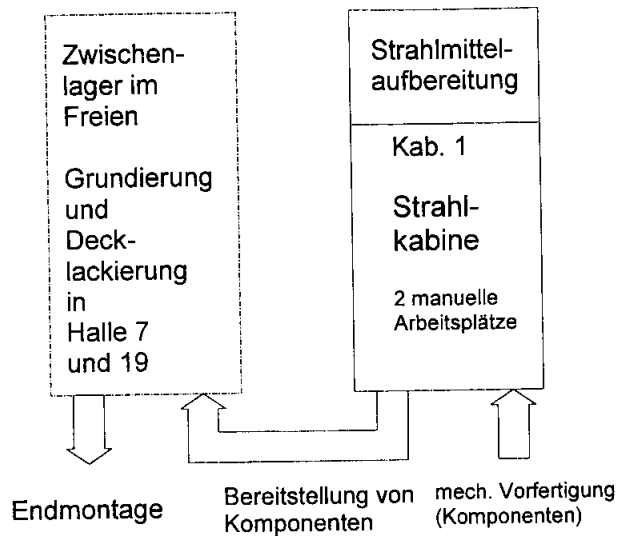 Zwischen-
lager im
Freien
Grundierung
und
Deck-
lackierung
in
Halle 7
und 19
Strahlmittel-
aufbereitung
Kab. 1
Strahl-
kabine
2 manuelle
Arbeitsplätze
Endmontage
Bereitstellung von
Komponenten
mech. Vorfertigung
(Komponenten)